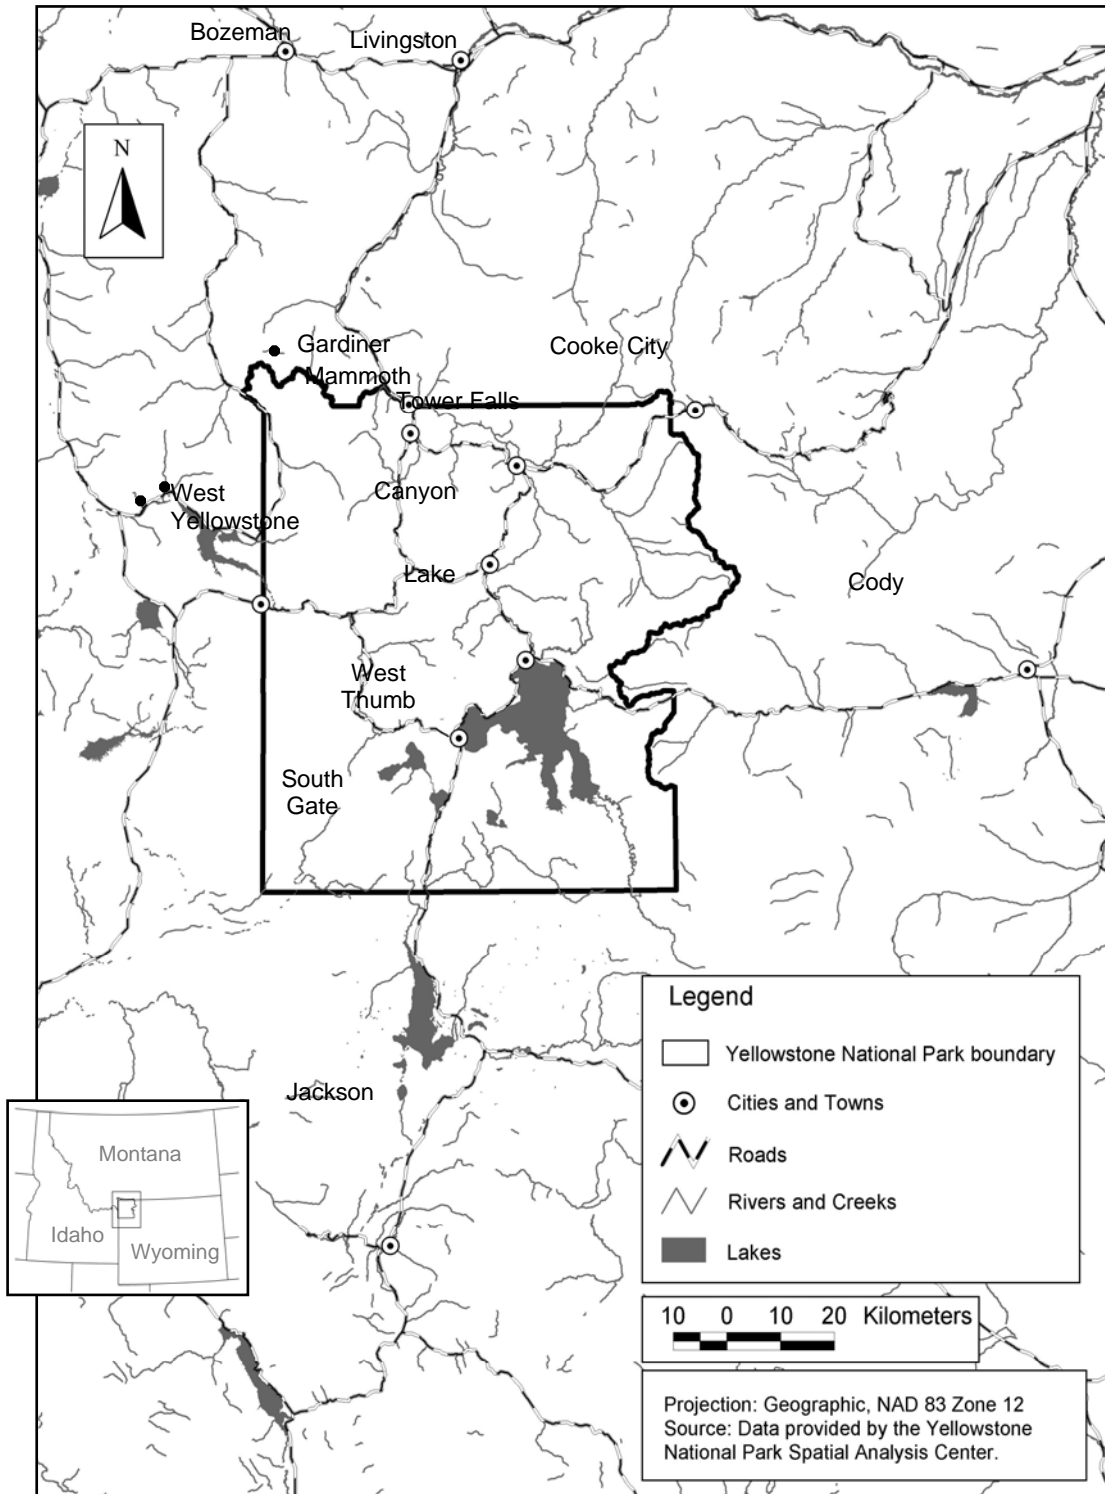 Bozeman
Livingston
N
Gardiner
Mammoth
Cooke City
Tower Falls
Canyon
West
Yellowstone
Lake
Cody
West
Thumb
South
Gate
Jackson
Montana
Idaho
Wyoming
Legend
Yellowstone National Park boundary
Cities and Towns
Roads
Rivers and Creeks
Lakes
10 0 10 20 Kilometers
Projection: Geographic, NAD 83 Zone 12
Source: Data provided by the Yellowstone
National Park Spatial Analysis Center.